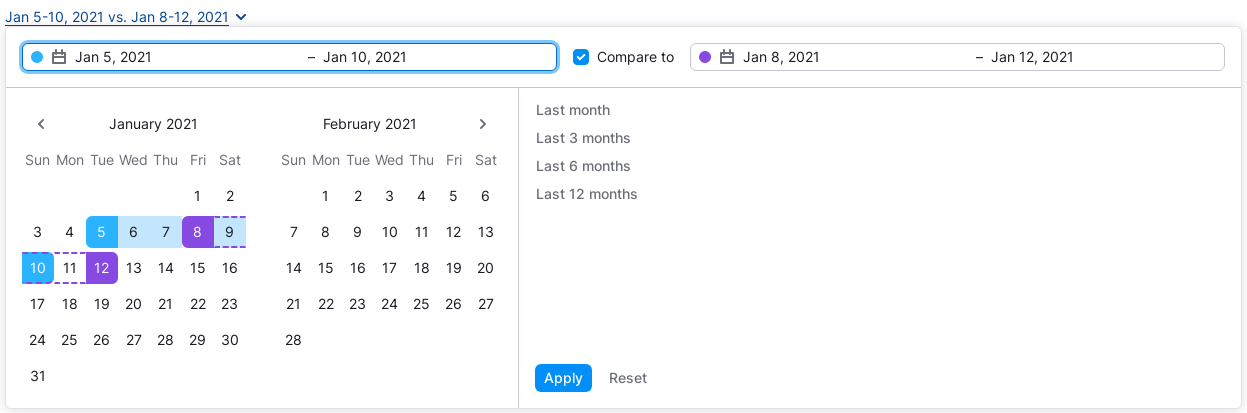 Jan 5-10, 2021 vs. Jan 8-12, 2021
Jan 5, 2021 – Jan 10, 2021 Compare to Jan 8, 2021 – Jan 12, 2021
January 2021 February 2021
Sun Mon Tue Wed Thu Fri Sat Sun Mon Tue Wed Thu Fri Sat
1 2 1 2 3 4 5 6
3 4 5 6 7 8 9 7 8 9 10 11 12 13
10 11 12 13 14 15 16 14 15 16 17 18 19 20
17 18 19 20 21 22 23 21 22 23 24 25 26 27
24 25 26 27 28 29 30 28
31
Last month
Last 3 months
Last 6 months
Last 12 months
Apply Reset